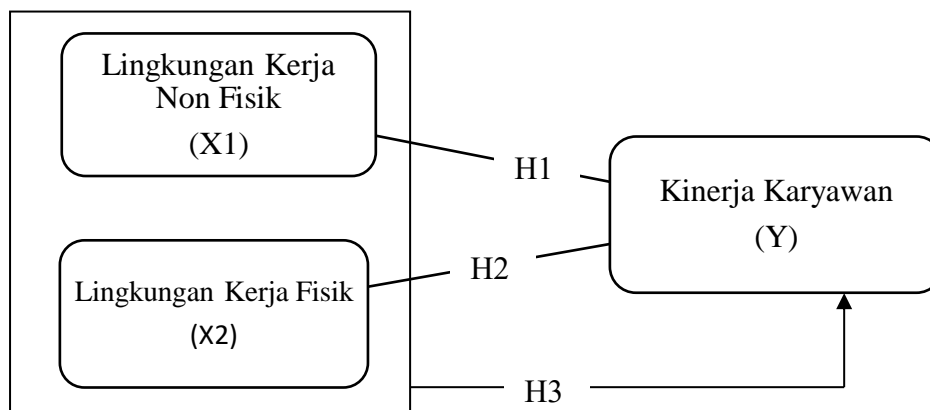 Lingkungan Kerja
Non Fisik
(X1)
H1
Kinerja Karyawan
(Y)
H2
Lingkungan Kerja Fisik
(X2)
H3